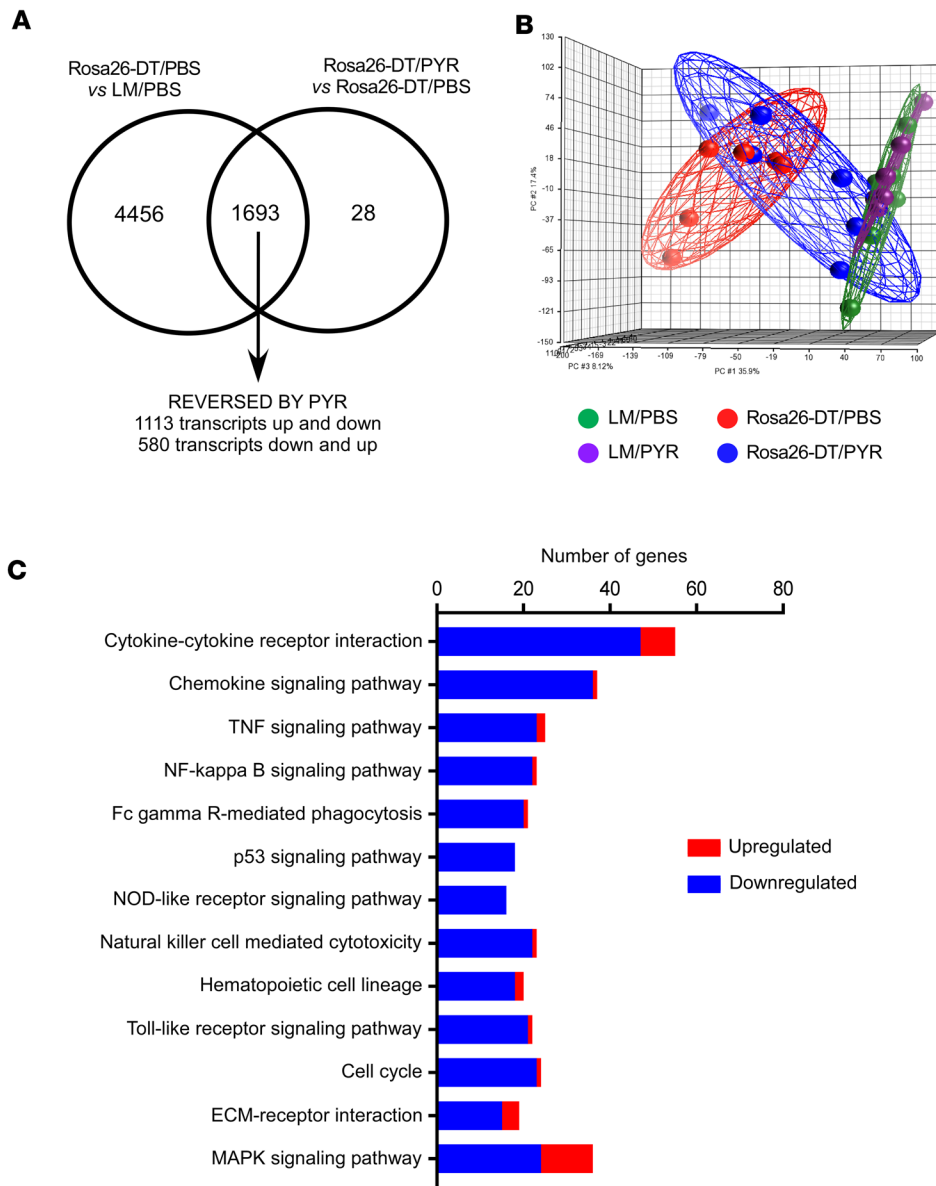 A
Rosa26-DT/PBS
vs LM/PBS
Rosa26-DT/PYR
vs Rosa26-DT/PBS
4456
1693
28
REVERSED BY PYR
1113 transcripts up and down
580 transcripts down and up
B
130
102
74
46
18
-10
-37
-65
-93
-121
-150
PC #2 17.4%
-200
-169
-139
-109
-79
-50
-19
10
40
70
100
PC #3 8.12%
PC #1 35.9%
LM/PBS
Rosa26-DT/PBS
LM/PYR
Rosa26-DT/PYR
C
Number of genes
0 20 40 60 80
Cytokine-cytokine receptor interaction
Chemokine signaling pathway
TNF signaling pathway
NF-kappa B signaling pathway
Fc gamma R-mediated phagocytosis
p53 signaling pathway
NOD-like receptor signaling pathway
Natural killer cell mediated cytotoxicity
Hematopoietic cell lineage
Toll-like receptor signaling pathway
Cell cycle
ECM-receptor interaction
MAPK signaling pathway
Upregulated
Downregulated